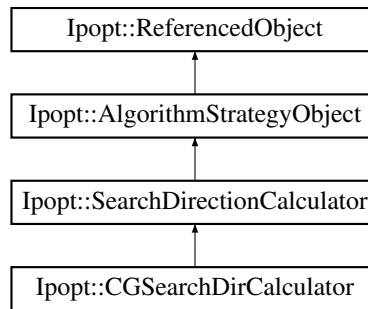 Ipopt::ReferencedObject
Ipopt::AlgorithmStrategyObject
Ipopt::SearchDirectionCalculator
Ipopt::CGSearchDirCalculator